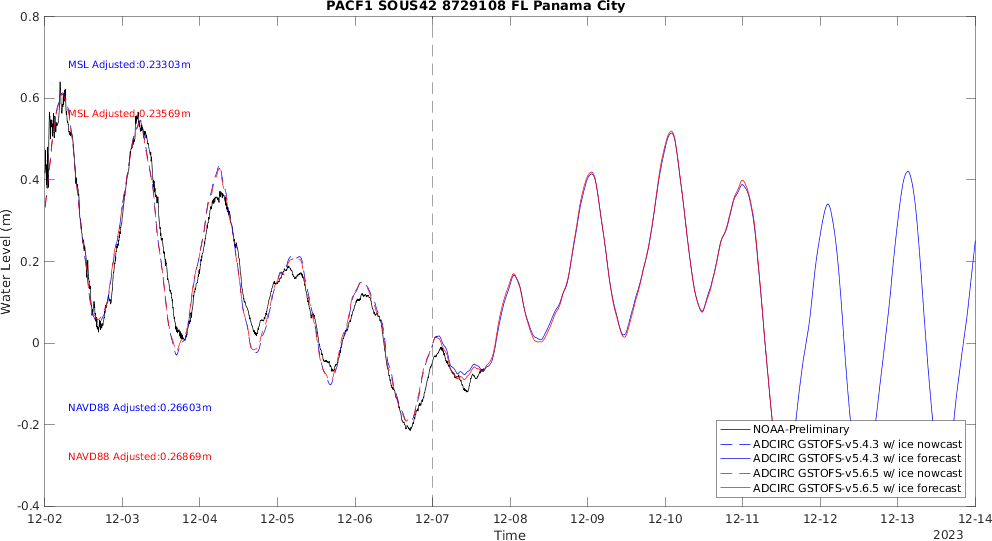 PACF1 SOUS42 8729108 FL Panama City
0.8
0.6
0.4
0.2
0
-0.2
-0.4
Water Level (m)
MSL Adjusted:0.23303m
MSL Adjusted:0.23569m
NAVD88 Adjusted:0.26603m
NAVD88 Adjusted:0.26869m
NOAA-Preliminary
ADCIRC GSTOFS-v5.4.3 w/ ice nowcast
ADCIRC GSTOFS-v5.4.3 w/ ice forecast
ADCIRC GSTOFS-v5.6.5 w/ ice nowcast
ADCIRC GSTOFS-v5.6.5 w/ ice forecast
12-02 12-03 12-04 12-05 12-06 12-07 12-08 12-09 12-10 12-11 12-12 12-13 12-14
Time
2023